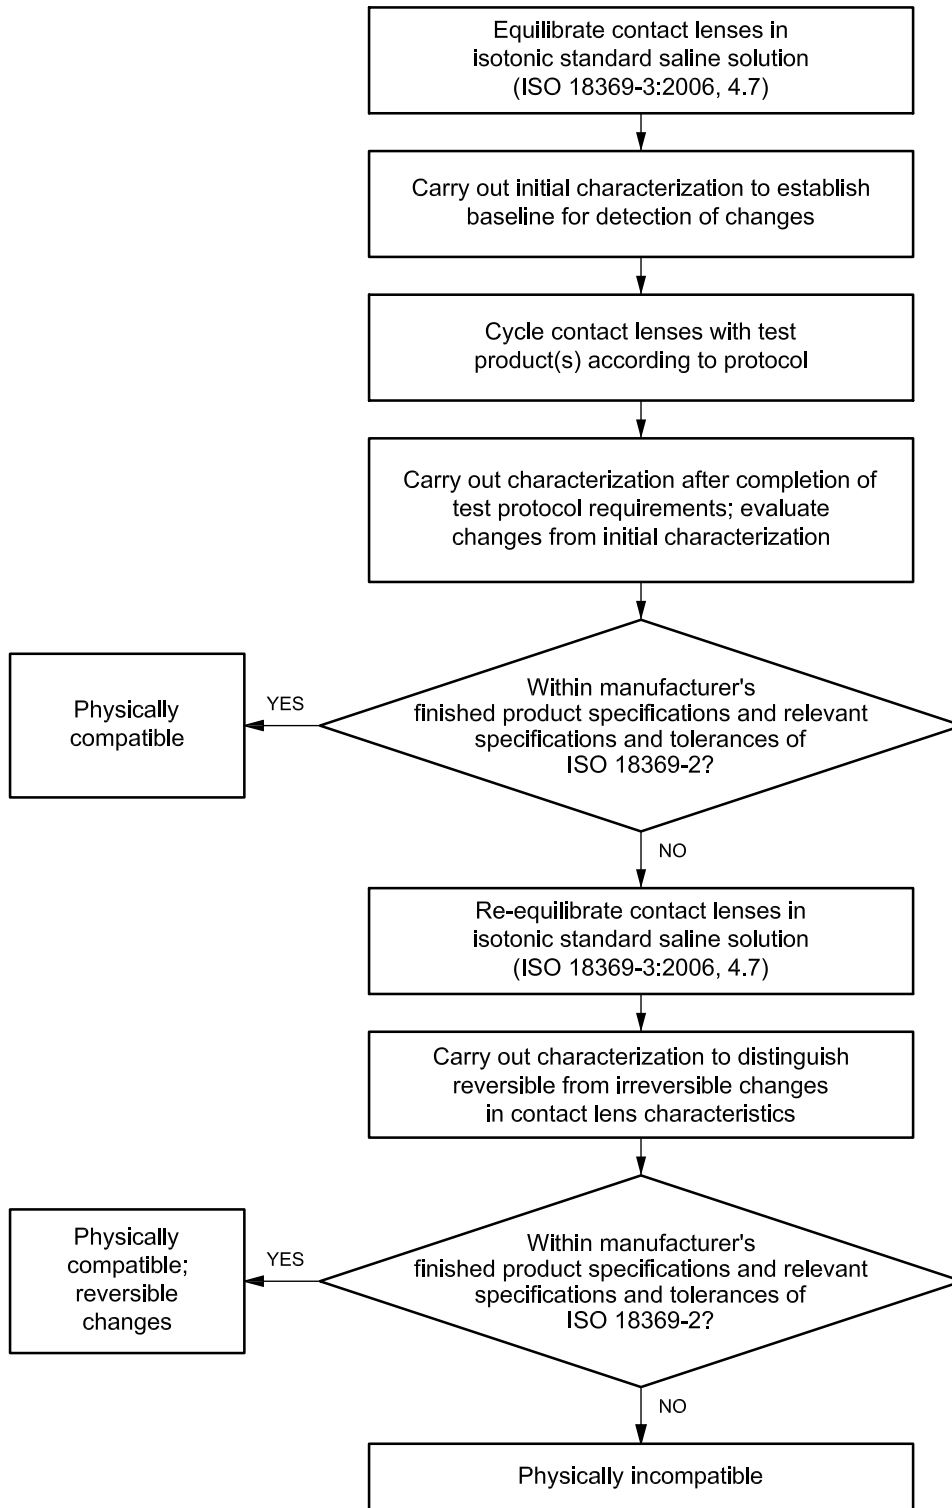 Equilibrate contact lenses in
isotonic standard saline solution
(ISO 18369-3:2006, 4.7)
Carry out initial characterization to establish
baseline for detection of changes
Cycle contact lenses with test
product(s) according to protocol
Carry out characterization after completion of
test protocol requirements; evaluate
changes from initial characterization
Within manufacturer's
finished product specifications and relevant
specifications and tolerances of
ISO 18369-2?
YES
Physically
compatible
NO
Re-equilibrate contact lenses in
isotonic standard saline solution
(ISO 18369-3:2006, 4.7)
Carry out characterization to distinguish
reversible from irreversible changes
in contact lens characteristics
Within manufacturer's
finished product specifications and relevant
specifications and tolerances of
ISO 18369-2?
YES
Physically
compatible;
reversible
changes
NO
Physically incompatible